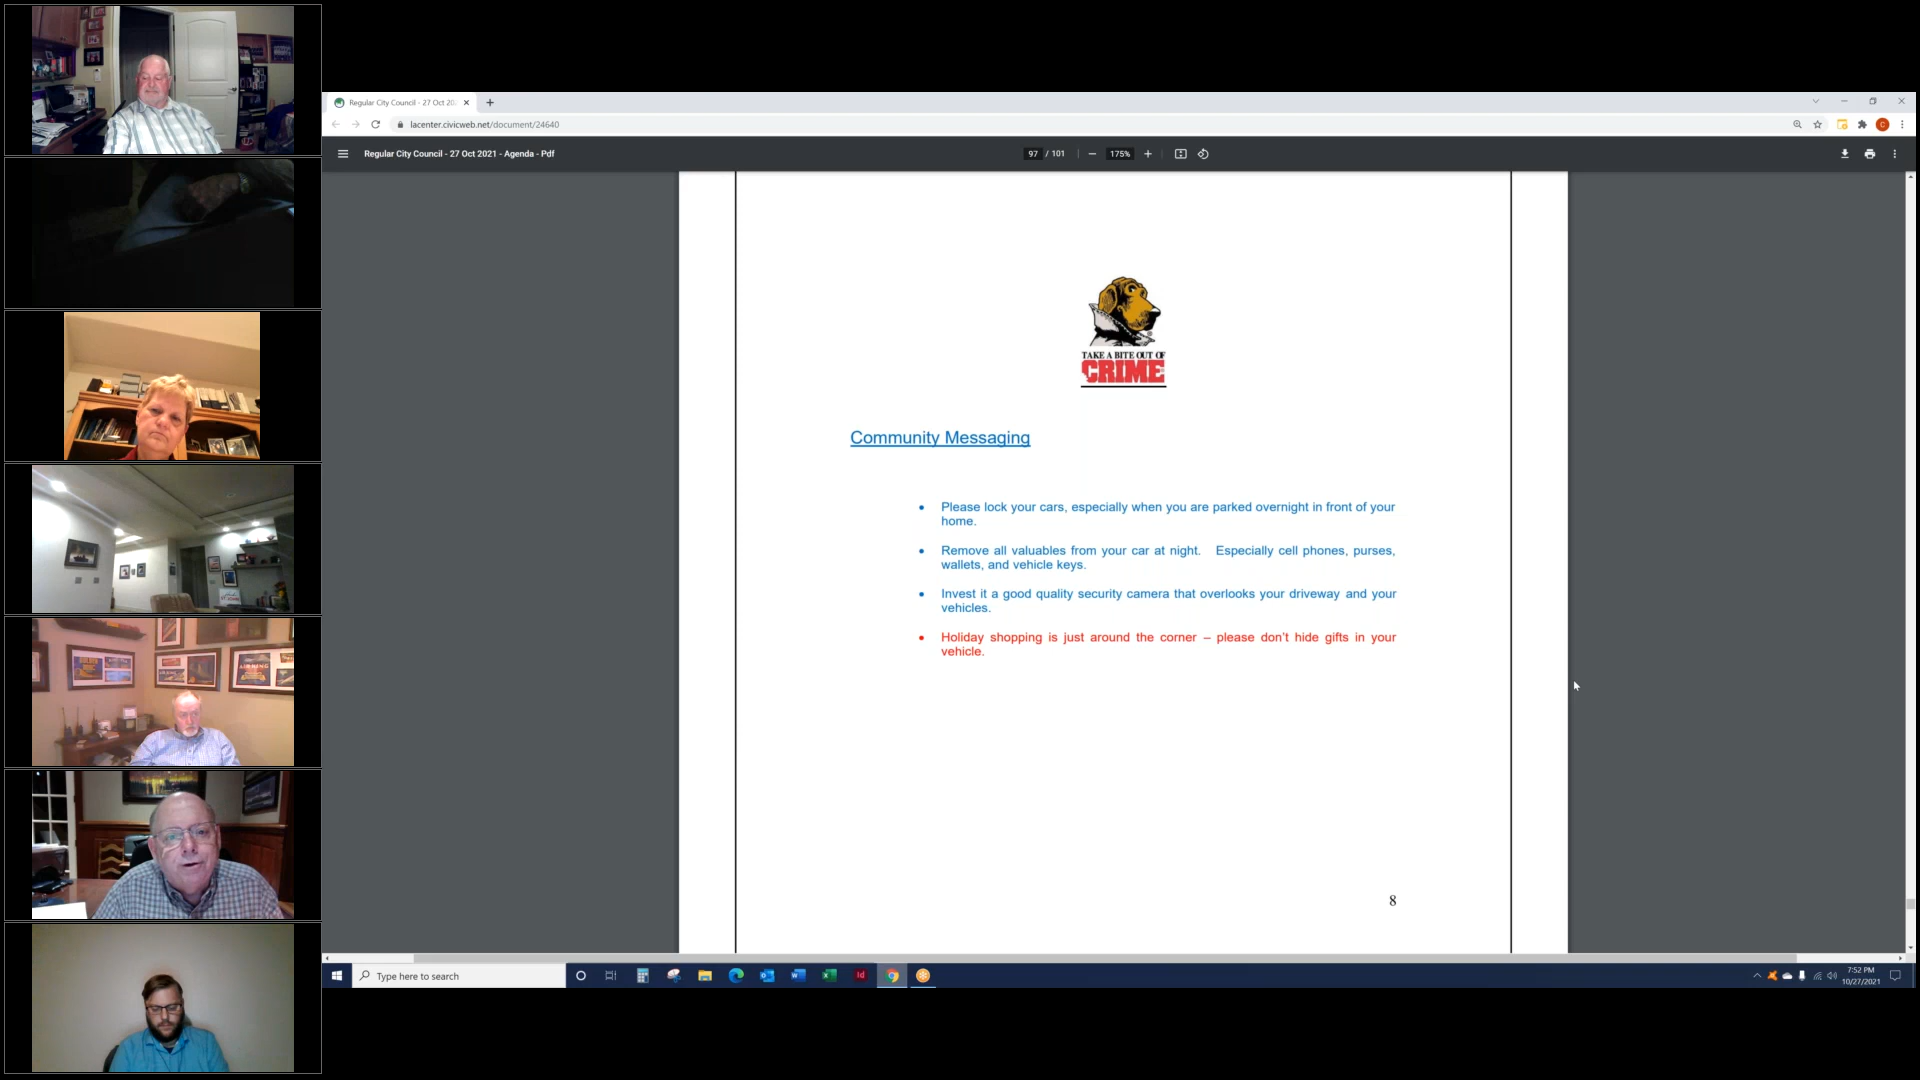 Regular City Council - 27 Oct 20
lacenter.civicweb.net/document/24640
Regular City Council - 27 Oct 2021 - Agenda - Pdf
97 / 101
175%
TAKE A BITE OUT OF
CRIME
Community Messaging
Please lock your cars, especially when you are parked overnight in front of your
home.
Remove all valuables from your car at night. Especially cell phones, purses,
wallets, and vehicle keys.
Invest it a good quality security camera that overlooks your driveway and your
vehicles.
Holiday shopping is just around the corner – please don't hide gifts in your
vehicle.
8
Type here to search
Id
7:52 PM
10/27/2021